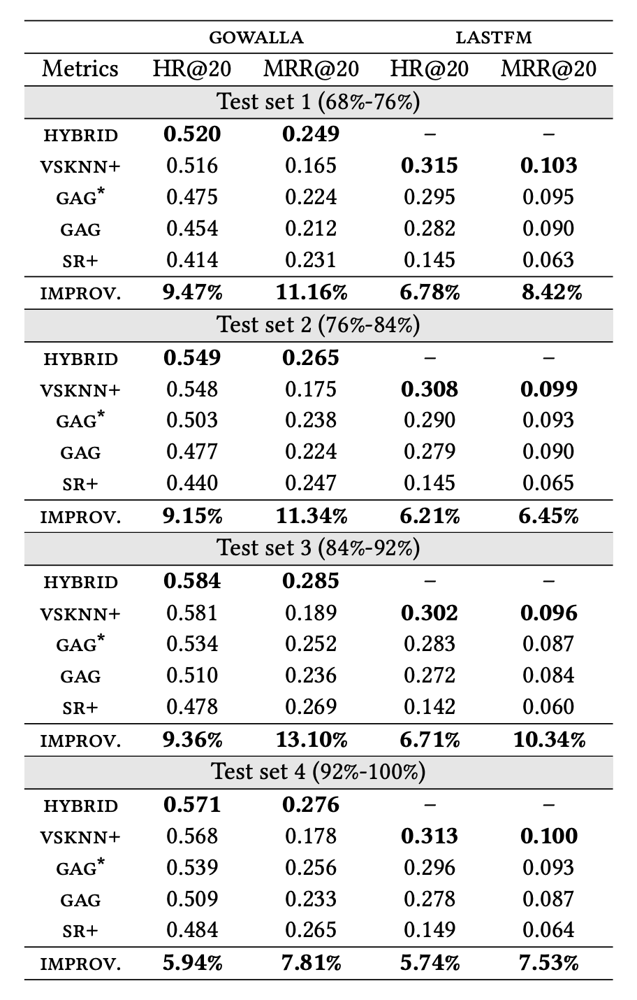 GOWALLA LASTFM
Metrics HR@20 MRR@20 HR@20 MRR@20
Test set 1 (68%-76%)
HYBRID 0.520 0.249 – –
VSKNN+ 0.516 0.165 0.315 0.103
GAG* 0.475 0.224 0.295 0.095
GAG 0.454 0.212 0.282 0.090
SR+ 0.414 0.231 0.145 0.063
IMPROV. 9.47% 11.16% 6.78% 8.42%
Test set 2 (76%-84%)
HYBRID 0.549 0.265 – –
VSKNN+ 0.548 0.175 0.308 0.099
GAG* 0.503 0.238 0.290 0.093
GAG 0.477 0.224 0.279 0.090
SR+ 0.440 0.247 0.145 0.065
IMPROV. 9.15% 11.34% 6.21% 6.45%
Test set 3 (84%-92%)
HYBRID 0.584 0.285 – –
VSKNN+ 0.581 0.189 0.302 0.096
GAG* 0.534 0.252 0.283 0.087
GAG 0.510 0.236 0.272 0.084
SR+ 0.478 0.269 0.142 0.060
IMPROV. 9.36% 13.10% 6.71% 10.34%
Test set 4 (92%-100%)
HYBRID 0.571 0.276 – –
VSKNN+ 0.568 0.178 0.313 0.100
GAG* 0.539 0.256 0.296 0.093
GAG 0.509 0.233 0.278 0.087
SR+ 0.484 0.265 0.149 0.064
IMPROV. 5.94% 7.81% 5.74% 7.53%